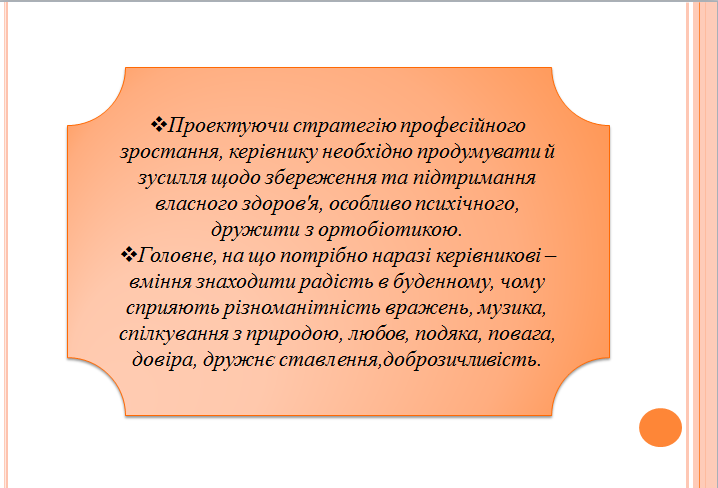 ❖Проектуючи стратегію професійного
зростання, керівнику необхідно продумувати й
зусилля щодо збереження та підтримання
власного здоров'я, особливо психічного,
дружити з ортобіотикою.
❖Головне, на що потрібно наразі керівникові –
вміння знаходити радість в буденному, чому
сприяють різноманітність вражень, музика,
спілкування з природою, любов, подяка, повага,
довіра, дружнє ставлення,доброзичливість.